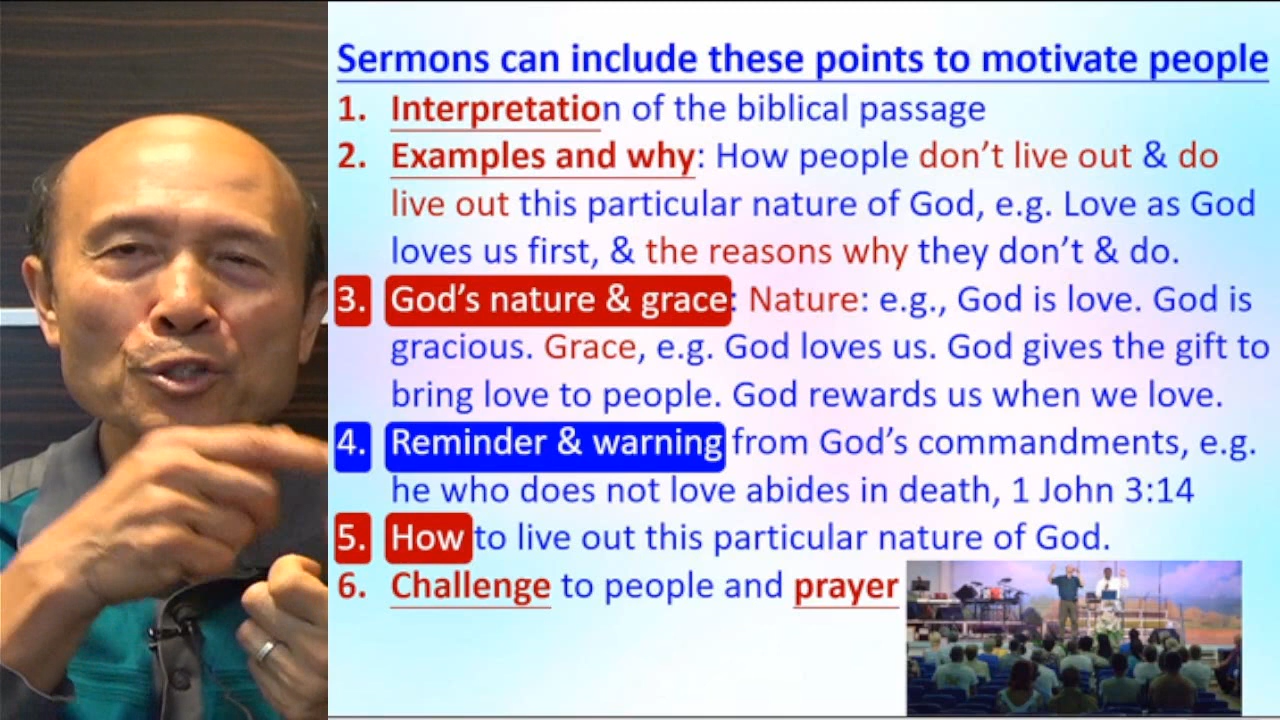 Sermons can include these points to motivate people
1. Interpretation of the biblical passage
2. Examples and why: How people don't live out & do
live out this particular nature of God, e.g. Love as God
loves us first, & the reasons why they don't & do.
3. God's nature & grace: Nature: e.g., God is love. God is
gracious. Grace, e.g. God loves us. God gives the gift to
bring love to people. God rewards us when we love.
4. Reminder & warning from God's commandments, e.g.
he who does not love abides in death, 1 John 3:14
5. How to live out this particular nature of God.
6. Challenge to people and prayer